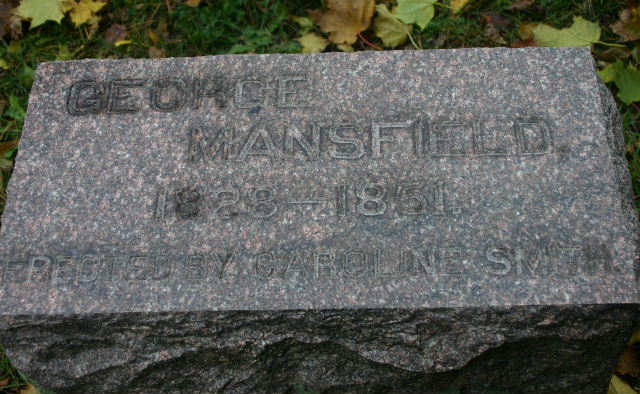 GEORGE
MANSFIELD.
1828-1851.
ERECTED BY CAROLINE SMITH.